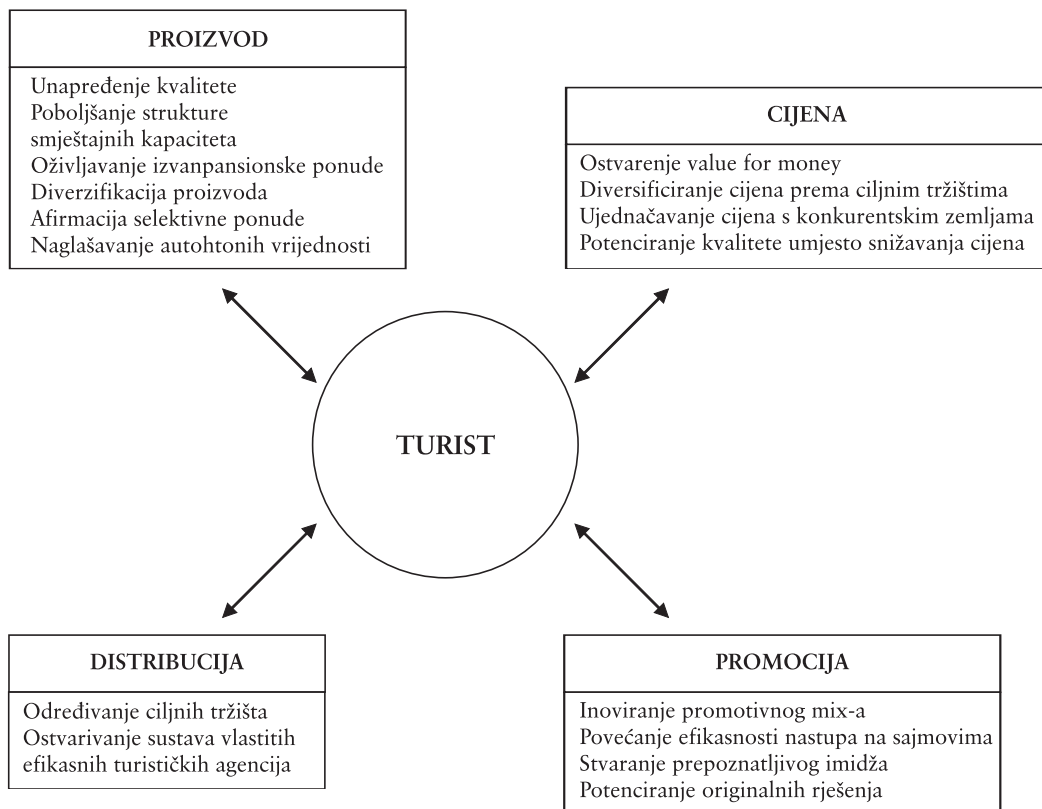 PROIZVOD
Unapređenje kvalitete
Poboljšanje strukture
smještajnih kapaciteta
Oživljavanje izvanpansionske ponude
Diverzifikacija proizvoda
Afirmacija selektivne ponude
Naglašavanje autohtonih vrijednosti
CIJENA
Ostvarenje value for money
Diversificiranje cijena prema ciljnim tržištima
Ujednačavanje cijena s konkurentskim zemljama
Potenciranje kvalitete umjesto snižavanja cijena
TURIST
DISTRIBUCIJA
Određivanje ciljnih tržišta
Ostvarivanje sustava vlastitih
efikasnih turističkih agencija
PROMOCIJA
Inoviranje promotivnog mix-a
Povećanje efikasnosti nastupa na sajmovima
Stvaranje prepoznatljivog imidža
Potenciranje originalnih rješenja